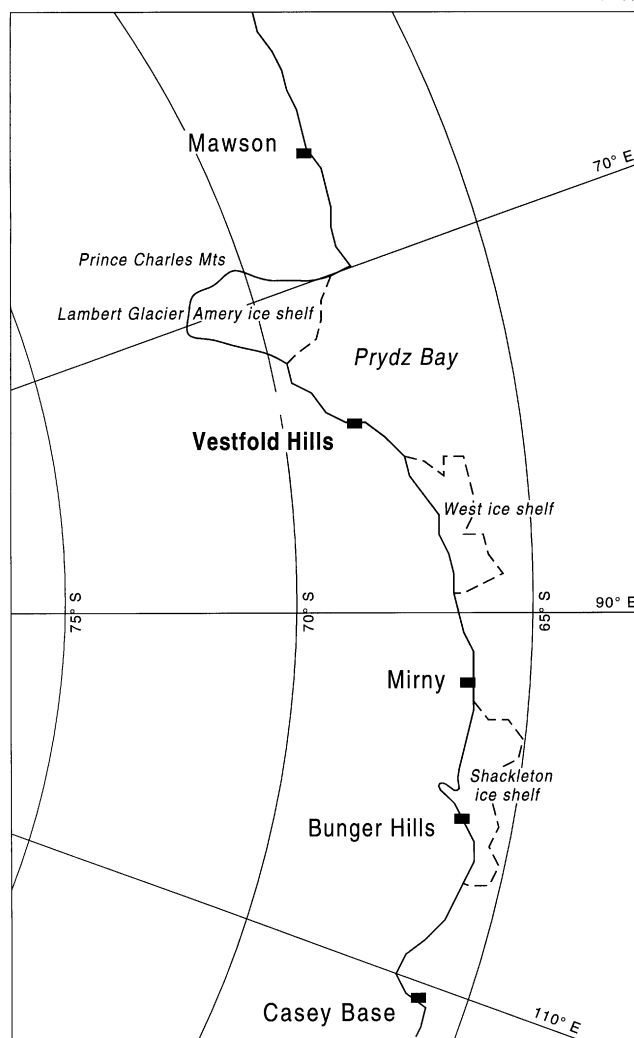 Mawson
70° E
Prince Charles Mts
Lambert Glacier Amery ice shelf
Prydz Bay
Vestfold Hills
West ice shelf
75° S
70° S
65° S
90° E
Mirny
Shackleton
ice shelf
Bunger Hills
Casey Base
110° E